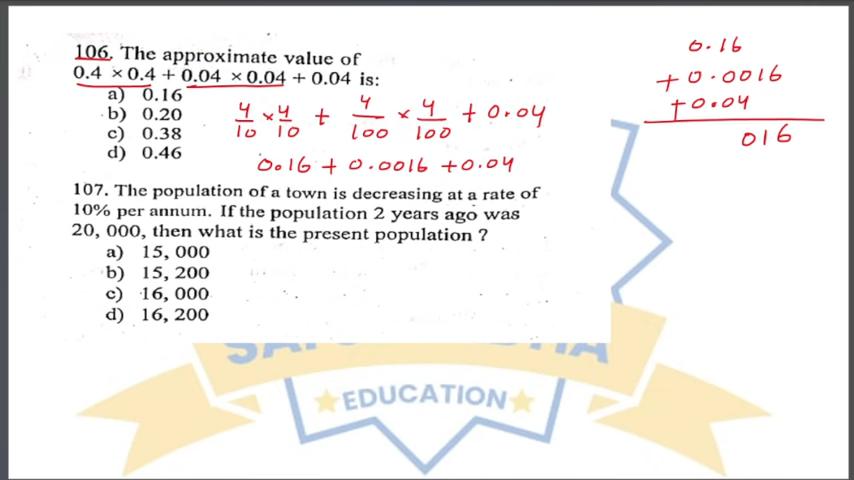 106. The approximate value of
0.4 ×0.4 + 0.04 ×0.04 + 0.04 is:
a) 0.16
b) 0.20
c) 0.38
d) 0.46
4/10 × 4/10 + 4/100 × 4/100 + 0.04
0.16 + 0.0016 + 0.04
0.16
+ 0.0016
+ 0.04
016
107. The population of a town is decreasing at a rate of
10% per annum. If the population 2 years ago was
20, 000, then what is the present population ?
a) 15, 000
b) 15, 200
c) 16, 000
d) 16, 200
EDUCATION